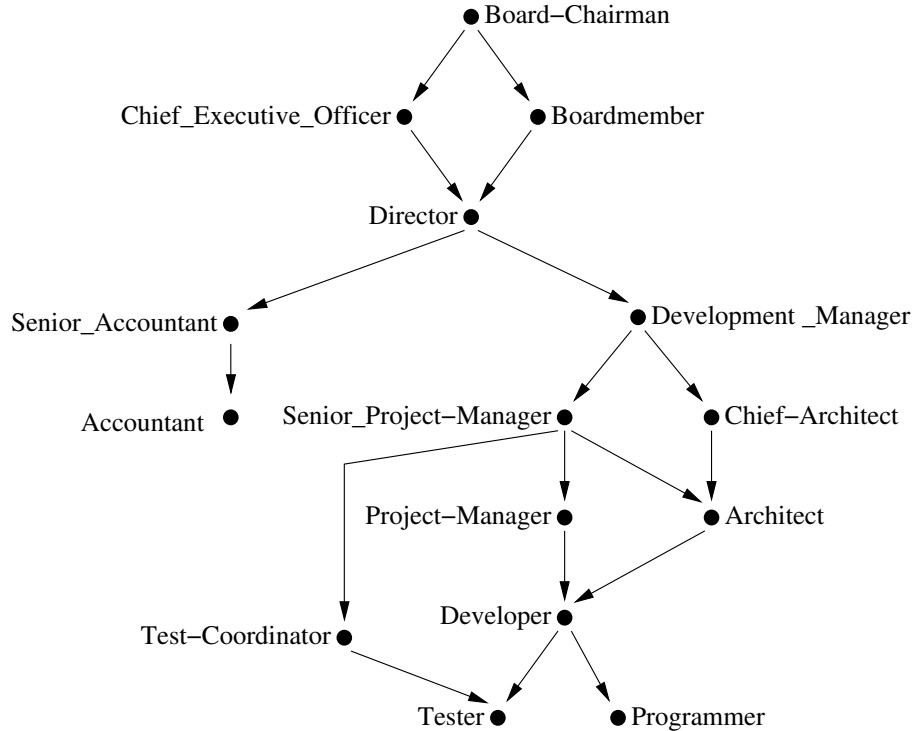 Board−Chairman
Chief_Executive_Officer
Boardmember
Director
Senior_Accountant
Development _Manager
Accountant
Senior_Project−Manager
Chief−Architect
Project−Manager
Architect
Developer
Test−Coordinator
Tester
Programmer